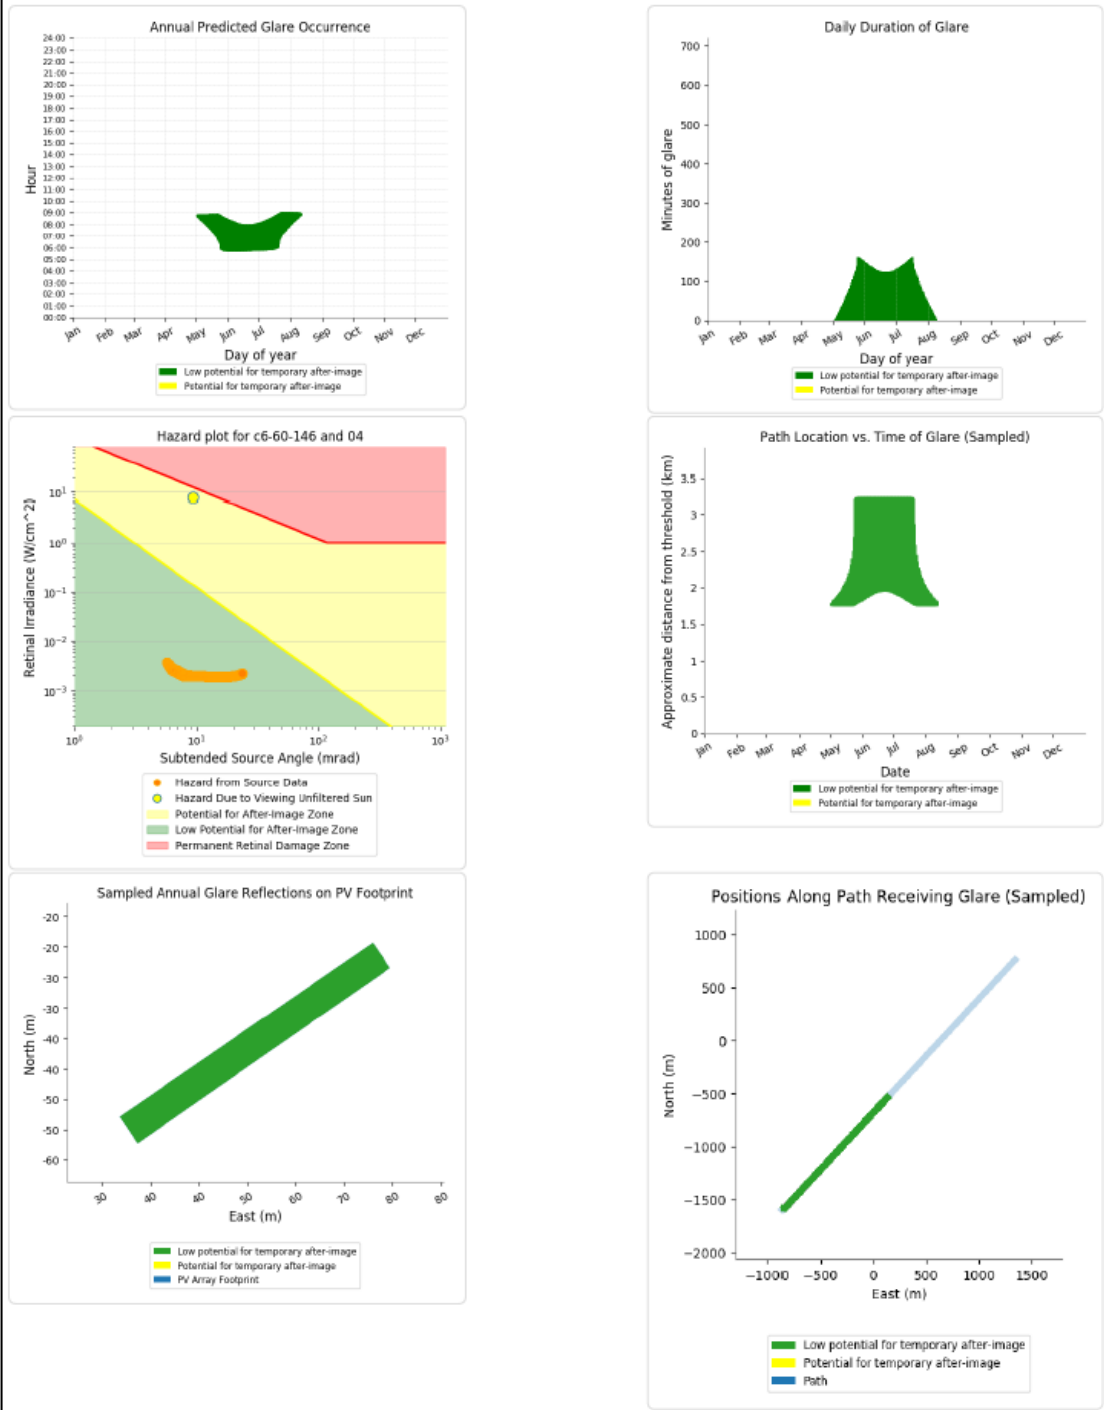 Annual Predicted Glare Occurrence
24:00
23:00
22:00
21:00
20:00
19:00
18:00
17:00
16:00
15:00
14:00
13:00
12:00
11:00
10:00
09:00
08:00
07:00
06:00
05:00
04:00
03:00
02:00
01:00
00:00
Hour
Jan Feb Mar Apr May Jun Jul Aug Sep Oct Nov Dec
Day of year
Low potential for temporary after-image
Potential for temporary after-image
Daily Duration of Glare
700
600
500
400
300
200
100
0
Minutes of glare
Jan Feb Mar Apr May Jun Jul Aug Sep Oct Nov Dec
Day of year
Low potential for temporary after-image
Potential for temporary after-image
Hazard plot for c6-60-146 and 04
10^1
10^0
10^-1
10^-2
10^-3
Retinal Irradiance (W/cm^2)
10^0 10^1 10^2 10^3
Subtended Source Angle (mrad)
Hazard from Source Data
Hazard Due to Viewing Unfiltered Sun
Potential for After-Image Zone
Low Potential for After-Image Zone
Permanent Retinal Damage Zone
Path Location vs. Time of Glare (Sampled)
3.5
3
2.5
2
1.5
1
0.5
0
Approximate distance from threshold (km)
Jan Feb Mar Apr May Jun Jul Aug Sep Oct Nov Dec
Date
Low potential for temporary after-image
Potential for temporary after-image
Sampled Annual Glare Reflections on PV Footprint
-20
-20
-30
-30
-40
-40
-50
-50
-60
North (m)
30 40 40 50 60 70 80 80
East (m)
Low potential for temporary after-image
Potential for temporary after-image
PV Array Footprint
Positions Along Path Receiving Glare (Sampled)
1000
500
0
−500
−1000
−1500
−2000
North (m)
−1000 −500 0 500 1000 1500
East (m)
Low potential for temporary after-image
Potential for temporary after-image
Path